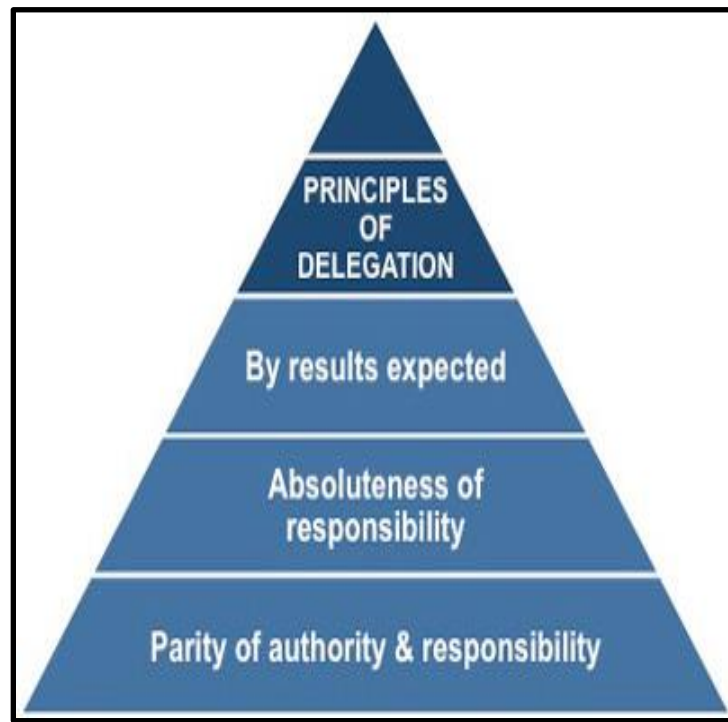 PRINCIPLES
OF
DELEGATION
By results expected
Absoluteness of
responsibility
Parity of authority & responsibility